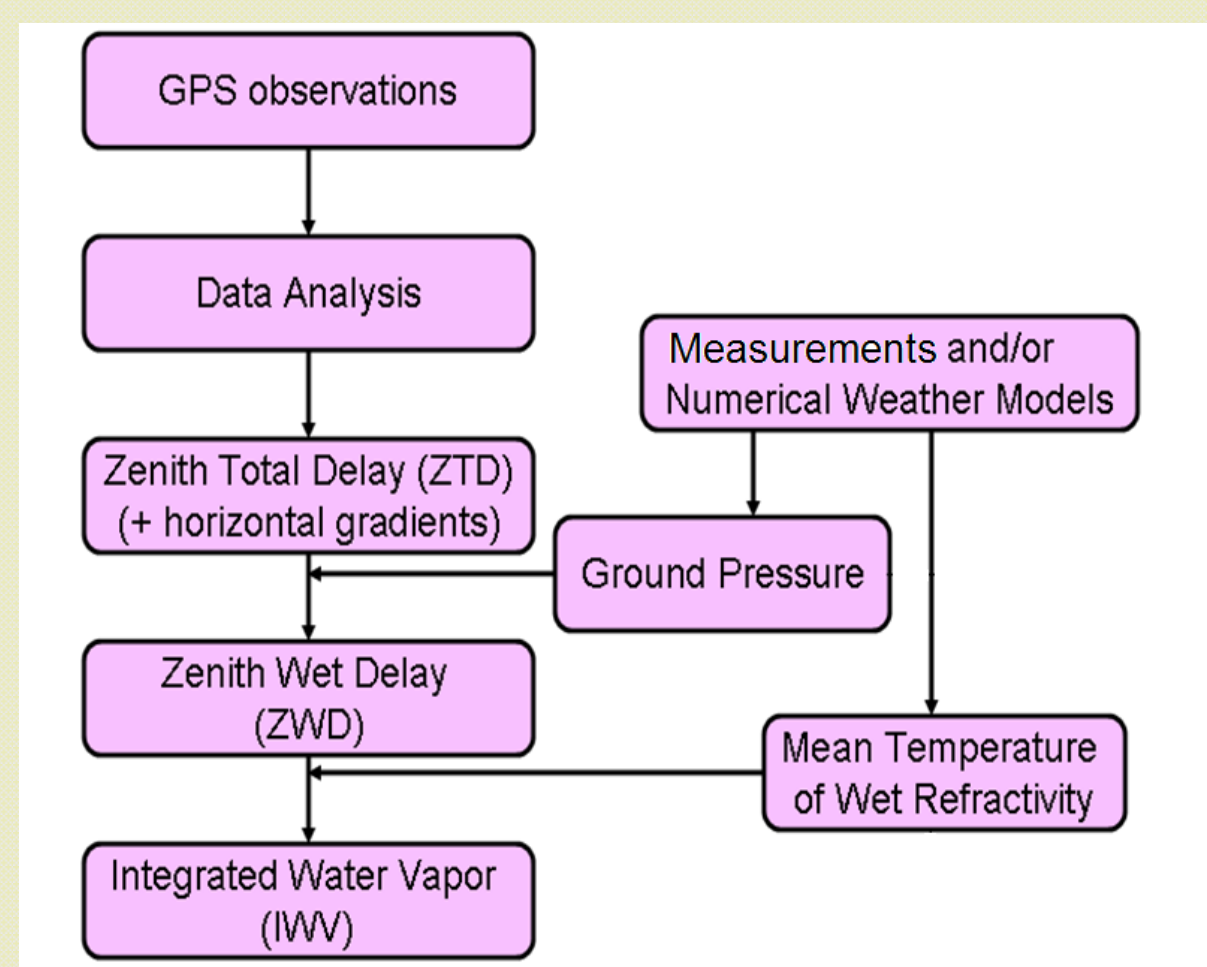 GPS observations
Data Analysis
Measurements and/or
Numerical Weather Models
Zenith Total Delay (ZTD)
(+ horizontal gradients)
Ground Pressure
Zenith Wet Delay
(ZWD)
Mean Temperature
of Wet Refractivity
Integrated Water Vapor
(IWV)